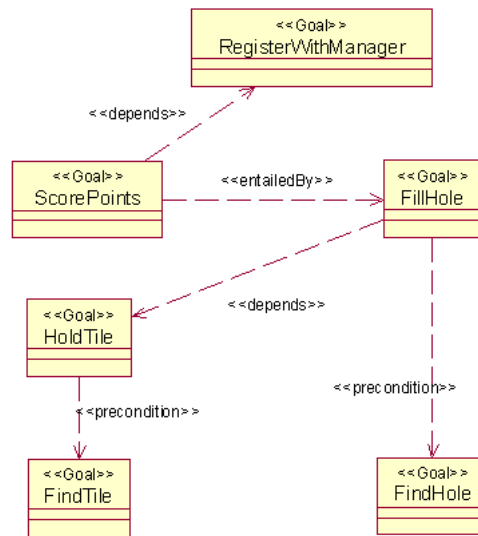 <<Goal>>
RegisterWithManager
<<depends>>
<<Goal>>
ScorePoints
<<entailedBy>>
<<Goal>>
FillHole
<<depends>>
<<Goal>>
HoldTile
<<precondition>>
<<precondition>>
<<Goal>>
FindTile
<<Goal>>
FindHole